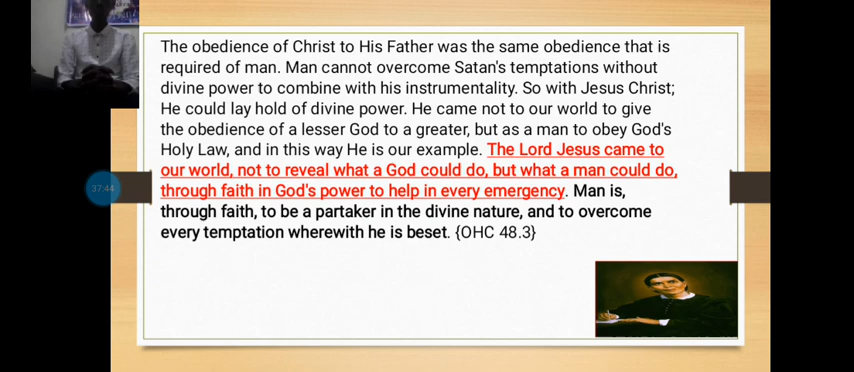 The obedience of Christ to His Father was the same obedience that is
required of man. Man cannot overcome Satan's temptations without
divine power to combine with his instrumentality. So with Jesus Christ;
He could lay hold of divine power. He came not to our world to give
the obedience of a lesser God to a greater, but as a man to obey God's
Holy Law, and in this way He is our example. The Lord Jesus came to
our world, not to reveal what a God could do, but what a man could do,
through faith in God's power to help in every emergency. Man is,
through faith, to be a partaker in the divine nature, and to overcome
every temptation wherewith he is beset. {OHC 48.3}
37:44